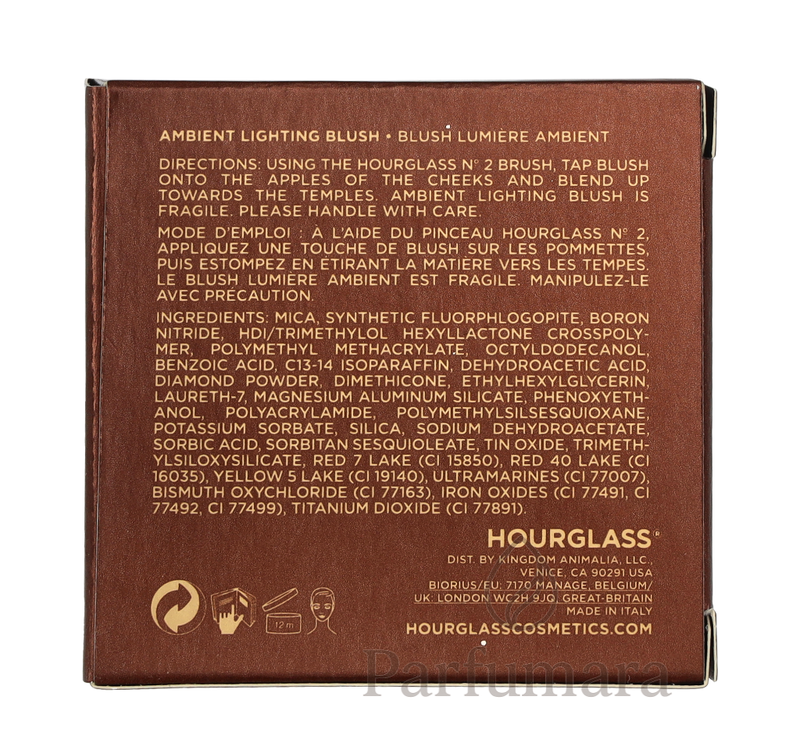 AMBIENT LIGHTING BLUSH • BLUSH LUMIÈRE AMBIENT
DIRECTIONS: USING THE HOURGLASS N° 2 BRUSH, TAP BLUSH
ONTO THE APPLES OF THE CHEEKS AND BLEND UP
TOWARDS THE TEMPLES. AMBIENT LIGHTING BLUSH IS
FRAGILE. PLEASE HANDLE WITH CARE.
MODE D'EMPLOI : À L'AIDE DU PINCEAU HOURGLASS N° 2,
APPLIQUEZ UNE TOUCHE DE BLUSH SUR LES POMMETTES,
PUIS ESTOMPEZ EN ÉTIRANT LA MATIÈRE VERS LES TEMPES.
LE BLUSH LUMIÈRE AMBIENT EST FRAGILE. MANIPULEZ-LE
AVEC PRÉCAUTION.
INGREDIENTS: MICA, SYNTHETIC FLUORPHLOGOPITE, BORON
NITRIDE, HDI/TRIMETHYLOL HEXYLLACTONE CROSSPOLY-
MER, POLYMETHYL METHACRYLATE, OCTYLDODECANOL,
BENZOIC ACID, C13-14 ISOPARAFFIN, DEHYDROACETIC ACID,
DIAMOND POWDER, DIMETHICONE, ETHYLHEXYLGLYCERIN,
LAURETH-7, MAGNESIUM ALUMINUM SILICATE, PHENOXYETH-
ANOL, POLYACRYLAMIDE, POLYMETHYLSILSESQUIOXANE,
POTASSIUM SORBATE, SILICA, SODIUM DEHYDROACETATE,
SORBIC ACID, SORBITAN SESQUIOLEATE, TIN OXIDE, TRIMETH-
YLSILOXYSILICATE, RED 7 LAKE (CI 15850), RED 40 LAKE (CI
16035), YELLOW 5 LAKE (CI 19140), ULTRAMARINES (CI 77007),
BISMUTH OXYCHLORIDE (CI 77163), IRON OXIDES (CI 77491, CI
77492, CI 77499), TITANIUM DIOXIDE (CI 77891).
HOURGLASS®
DIST. BY KINGDOM ANIMALIA, LLC.,
VENICE, CA 90291 USA
BIORIUS/EU: 7170 MANAGE, BELGIUM/
UK: LONDON WC2H 9JQ, GREAT-BRITAIN
MADE IN ITALY
12 m
HOURGLASSCOSMETICS.COM
Parfumara